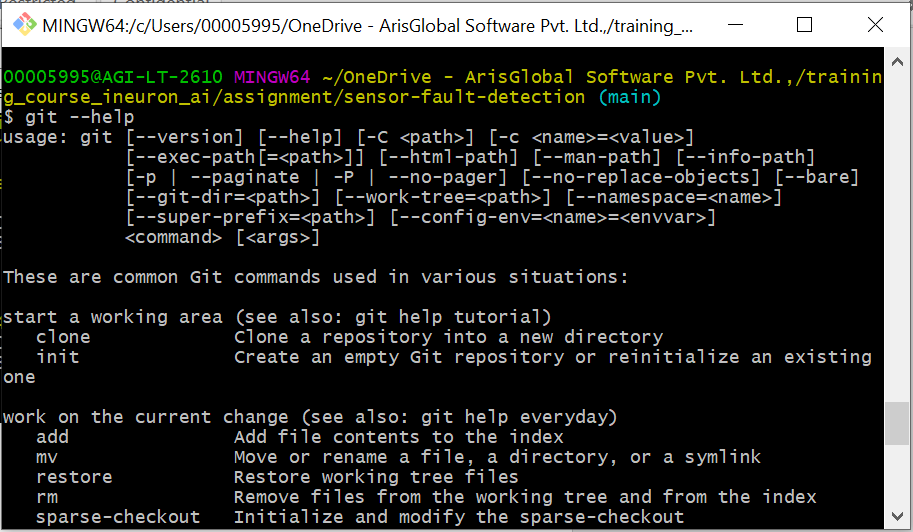 MINGW64:/c/Users/00005995/OneDrive - ArisGlobal Software Pvt. Ltd.,/training_...
00005995@AGI-LT-2610 MINGW64 ~/OneDrive - ArisGlobal Software Pvt. Ltd.,/trainin
g_course_ineuron_ai/assignment/sensor-fault-detection (main)
$ git --help
usage: git [--version] [--help] [-C <path>] [-c <name>=<value>]
           [--exec-path[=<path>]] [--html-path] [--man-path] [--info-path]
           [-p | --paginate | -P | --no-pager] [--no-replace-objects] [--bare]
           [--git-dir=<path>] [--work-tree=<path>] [--namespace=<name>]
           [--super-prefix=<path>] [--config-env=<name>=<envvar>]
           <command> [<args>]
These are common Git commands used in various situations:
start a working area (see also: git help tutorial)
   clone             Clone a repository into a new directory
   init              Create an empty Git repository or reinitialize an existing
one
work on the current change (see also: git help everyday)
   add               Add file contents to the index
   mv                Move or rename a file, a directory, or a symlink
   restore           Restore working tree files
   rm                Remove files from the working tree and from the index
   sparse-checkout   Initialize and modify the sparse-checkout